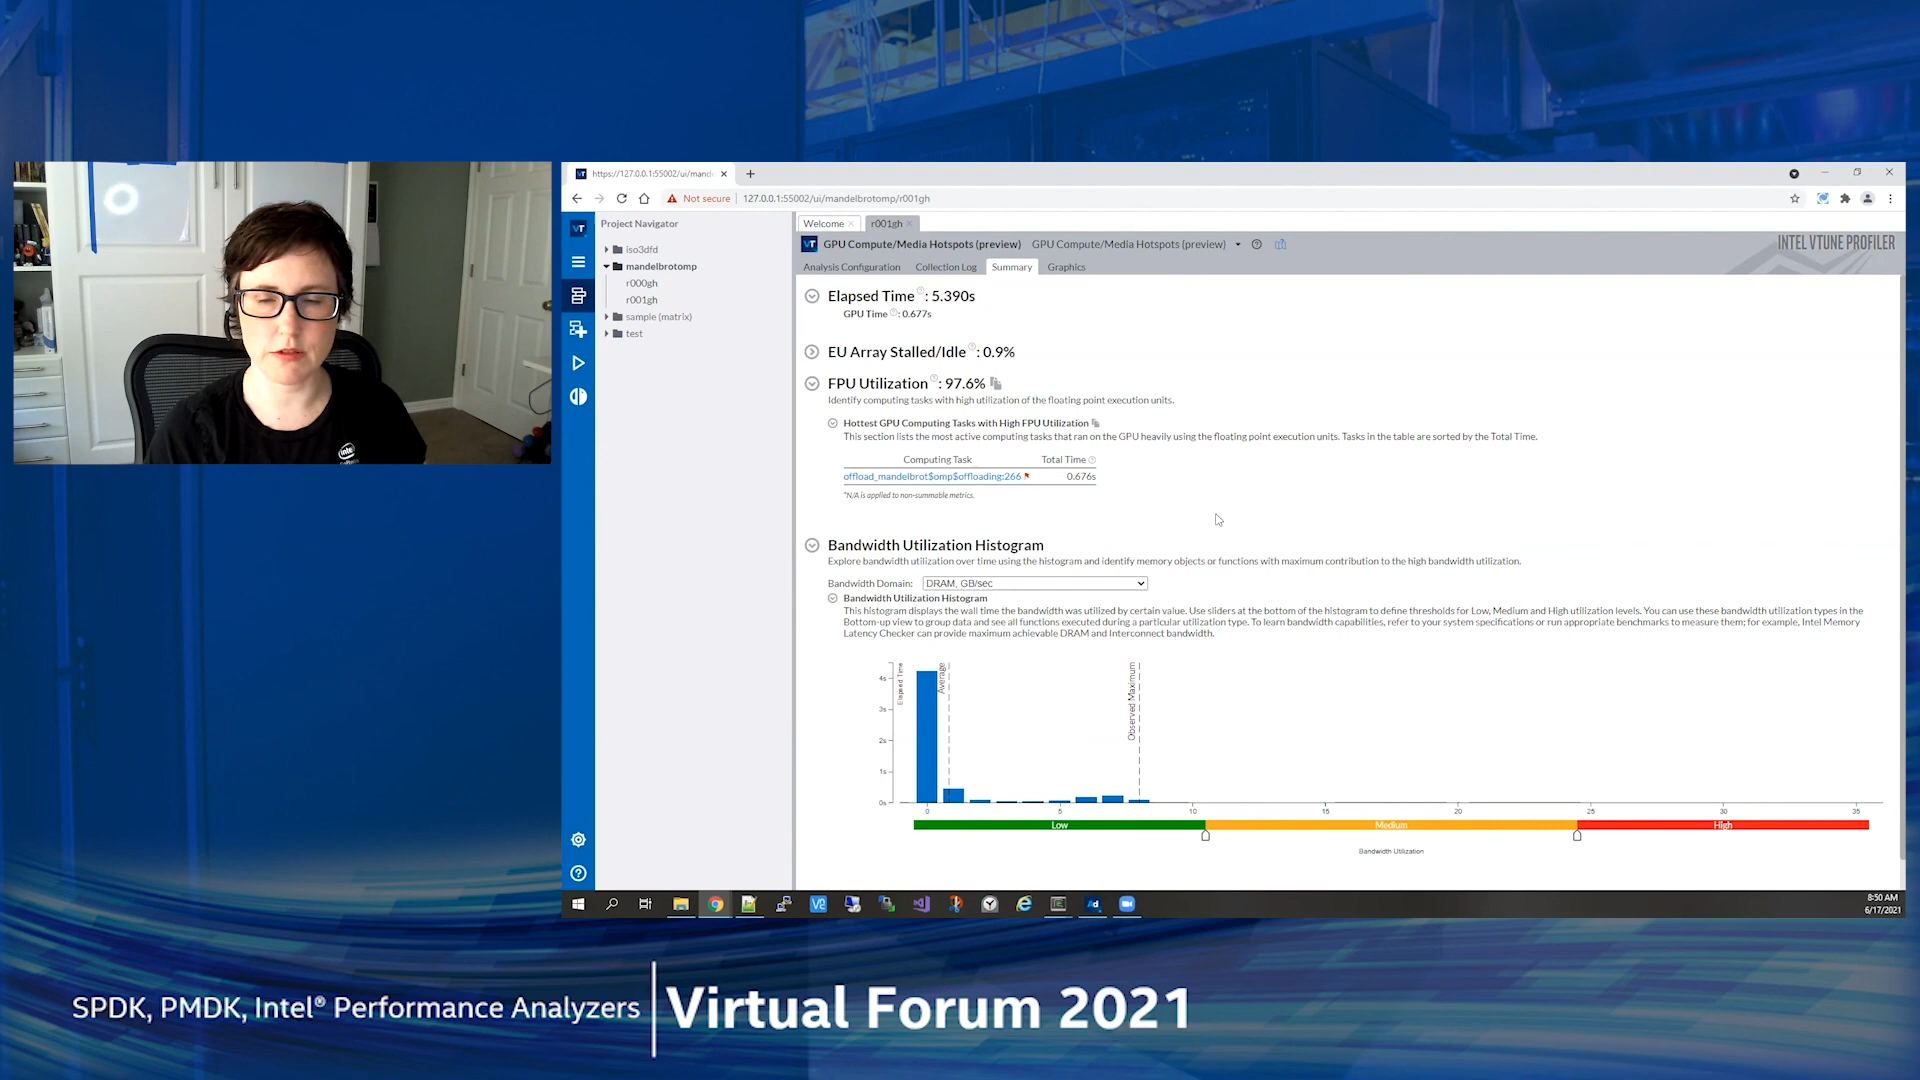 https://127.0.0.1:55002/ui/mand
Not secure
127.0.0.1:55002/ui/mandelbrotomp/r001gh
VT
Project Navigator
iso3dfd
mandelbrotomp
r000gh
r001gh
sample (matrix)
test
Welcome
r001gh
VT
GPU Compute/Media Hotspots (preview)
GPU Compute/Media Hotspots (preview)
INTEL VTUNE PROFILER
Analysis Configuration
Collection Log
Summary
Graphics
Elapsed Time : 5.390s
GPU Time : 0.677s
EU Array Stalled/Idle : 0.9%
FPU Utilization : 97.6%
Identify computing tasks with high utilization of the floating point execution units.
Hottest GPU Computing Tasks with High FPU Utilization
This section lists the most active computing tasks that ran on the GPU heavily using the floating point execution units. Tasks in the table are sorted by the Total Time.
Computing Task Total Time
offload_mandelbrot$omp$offloading:266 0.676s
*N/A is applied to non-summable metrics.
Bandwidth Utilization Histogram
Explore bandwidth utilization over time using the histogram and identify memory objects or functions with maximum contribution to the high bandwidth utilization.
Bandwidth Domain: DRAM, GB/sec
Bandwidth Utilization Histogram
This histogram displays the wall time the bandwidth was utilized by certain value. Use sliders at the bottom of the histogram to define thresholds for Low, Medium and High utilization levels. You can use these bandwidth utilization types in the
Bottom-up view to group data and see all functions executed during a particular utilization type. To learn bandwidth capabilities, refer to your system specifications or run appropriate benchmarks to measure them; for example, Intel Memory
Latency Checker can provide maximum achievable DRAM and Interconnect bandwidth.
Elapsed Time
Average
Observed Maximum
4s
3s
2s
1s
0s
0 5 10 15 20 25 30 35
Low Medium High
Bandwidth Utilization
8:50 AM
6/17/2021
intel
SPDK, PMDK, Intel® Performance Analyzers
Virtual Forum 2021